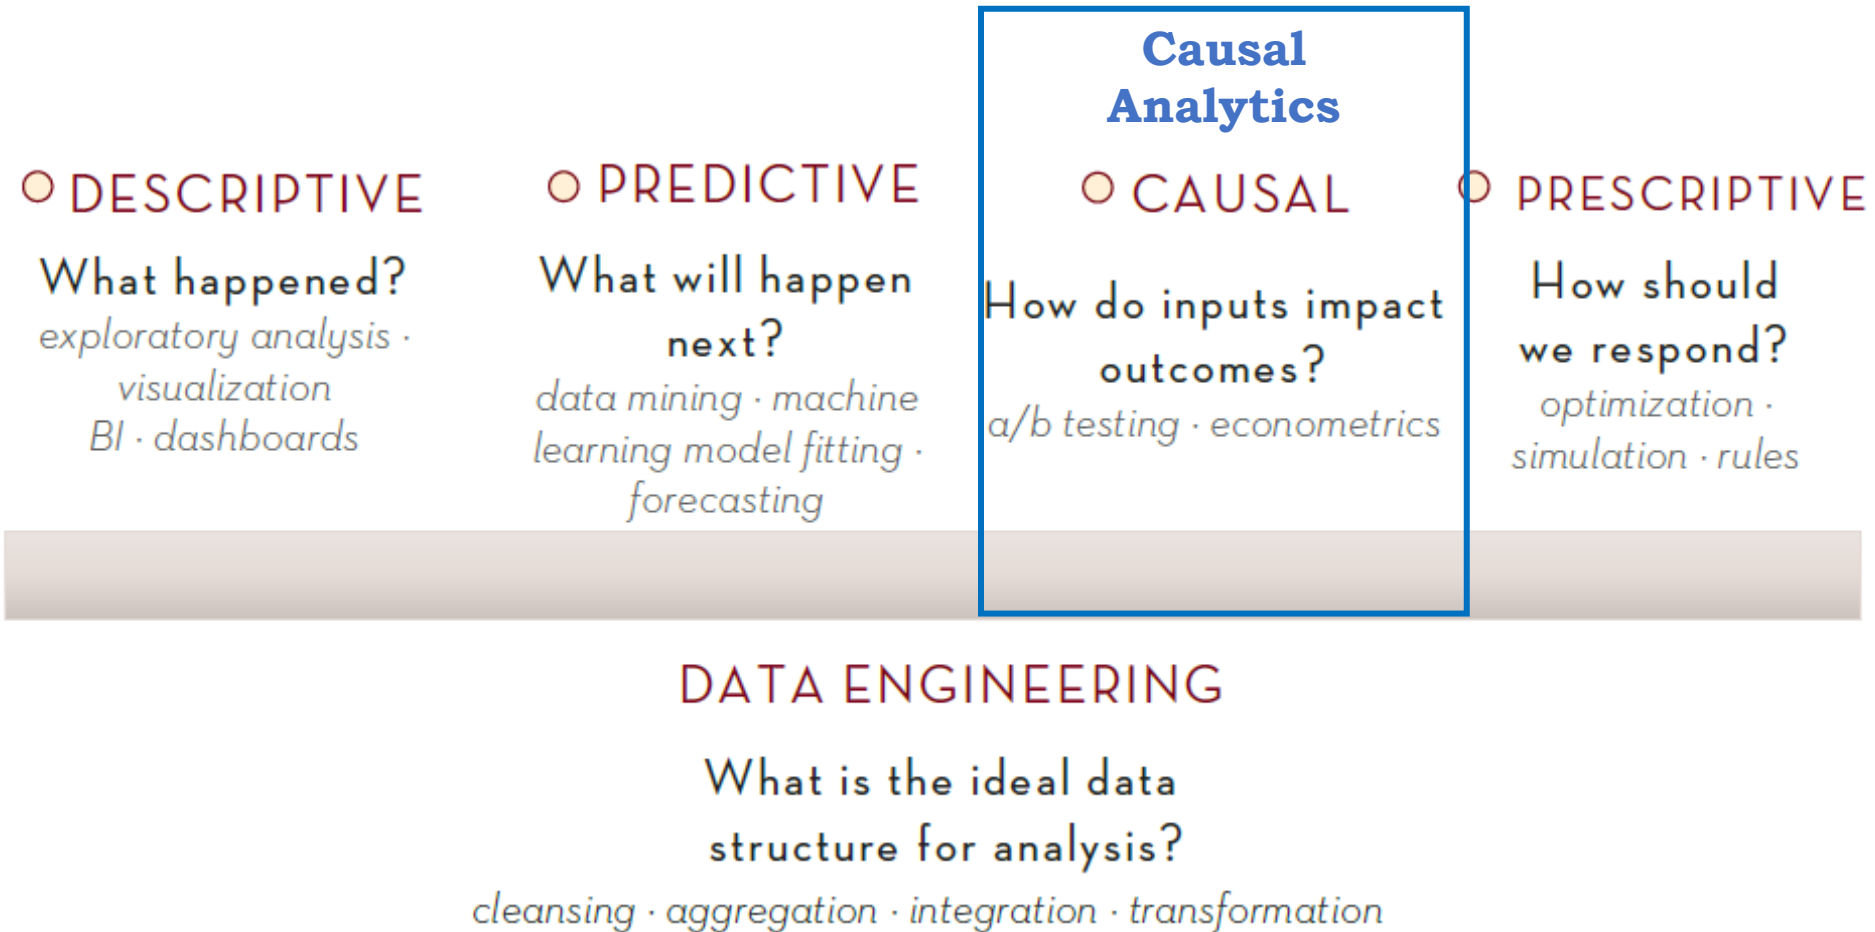 Causal
Analytics
DESCRIPTIVE
What happened?
exploratory analysis ·
visualization
BI · dashboards
PREDICTIVE
What will happen
next?
data mining · machine
learning model fitting ·
forecasting
CAUSAL
How do inputs impact
outcomes?
a/b testing · econometrics
PRESCRIPTIVE
How should
we respond?
optimization ·
simulation · rules
DATA ENGINEERING
What is the ideal data
structure for analysis?
cleansing · aggregation · integration · transformation